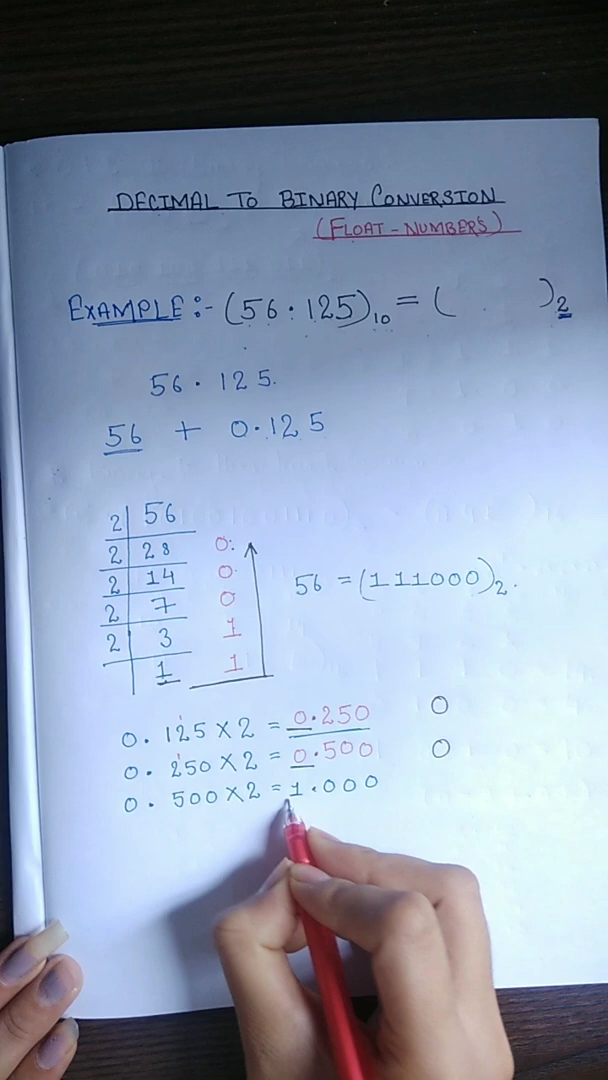 DECIMAL TO BINARY CONVERSION
(FLOAT-NUMBERS)
EXAMPLE:- (56.125)10 = ( . )2
56.125.
56 + 0.125
2 56
2 28 0.
2 14 0.
2 7 0
2 3 1
1 1
56 = (111000)2.
0.125 X 2 = 0.250 0
0.250 X 2 = 0.500 0
0.500 X 2 = 1.000